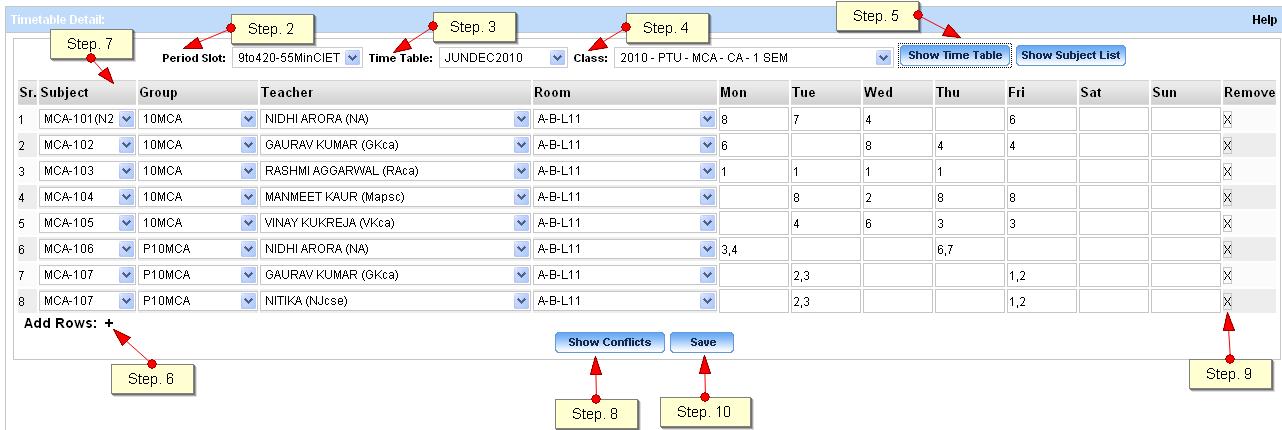 Timetable Detail:
Help
Step. 2
Step. 3
Step. 4
Step. 5
Step. 7
Period Slot: 9to420-55MinCIET Time Table: JUNDEC2010 Class: 2010 - PTU - MCA - CA - 1 SEM Show Time Table Show Subject List
Sr. Subject Group Teacher Room Mon Tue Wed Thu Fri Sat Sun Remove
1 MCA-101(N2 10MCA NIDHI ARORA (NA) A-B-L11 8 7 4 6 X
2 MCA-102 10MCA GAURAV KUMAR (GKca) A-B-L11 6 8 4 4 X
3 MCA-103 10MCA RASHMI AGGARWAL (RAca) A-B-L11 1 1 1 1 X
4 MCA-104 10MCA MANMEET KAUR (Mapsc) A-B-L11 8 2 8 8 X
5 MCA-105 10MCA VINAY KUKREJA (VKca) A-B-L11 4 6 3 3 X
6 MCA-106 P10MCA NIDHI ARORA (NA) A-B-L11 3,4 6,7 X
7 MCA-107 P10MCA GAURAV KUMAR (GKca) A-B-L11 2,3 1,2 X
8 MCA-107 P10MCA NITIKA (NJcse) A-B-L11 2,3 1,2 X
Add Rows: +
Show Conflicts Save
Step. 6
Step. 8
Step. 10
Step. 9